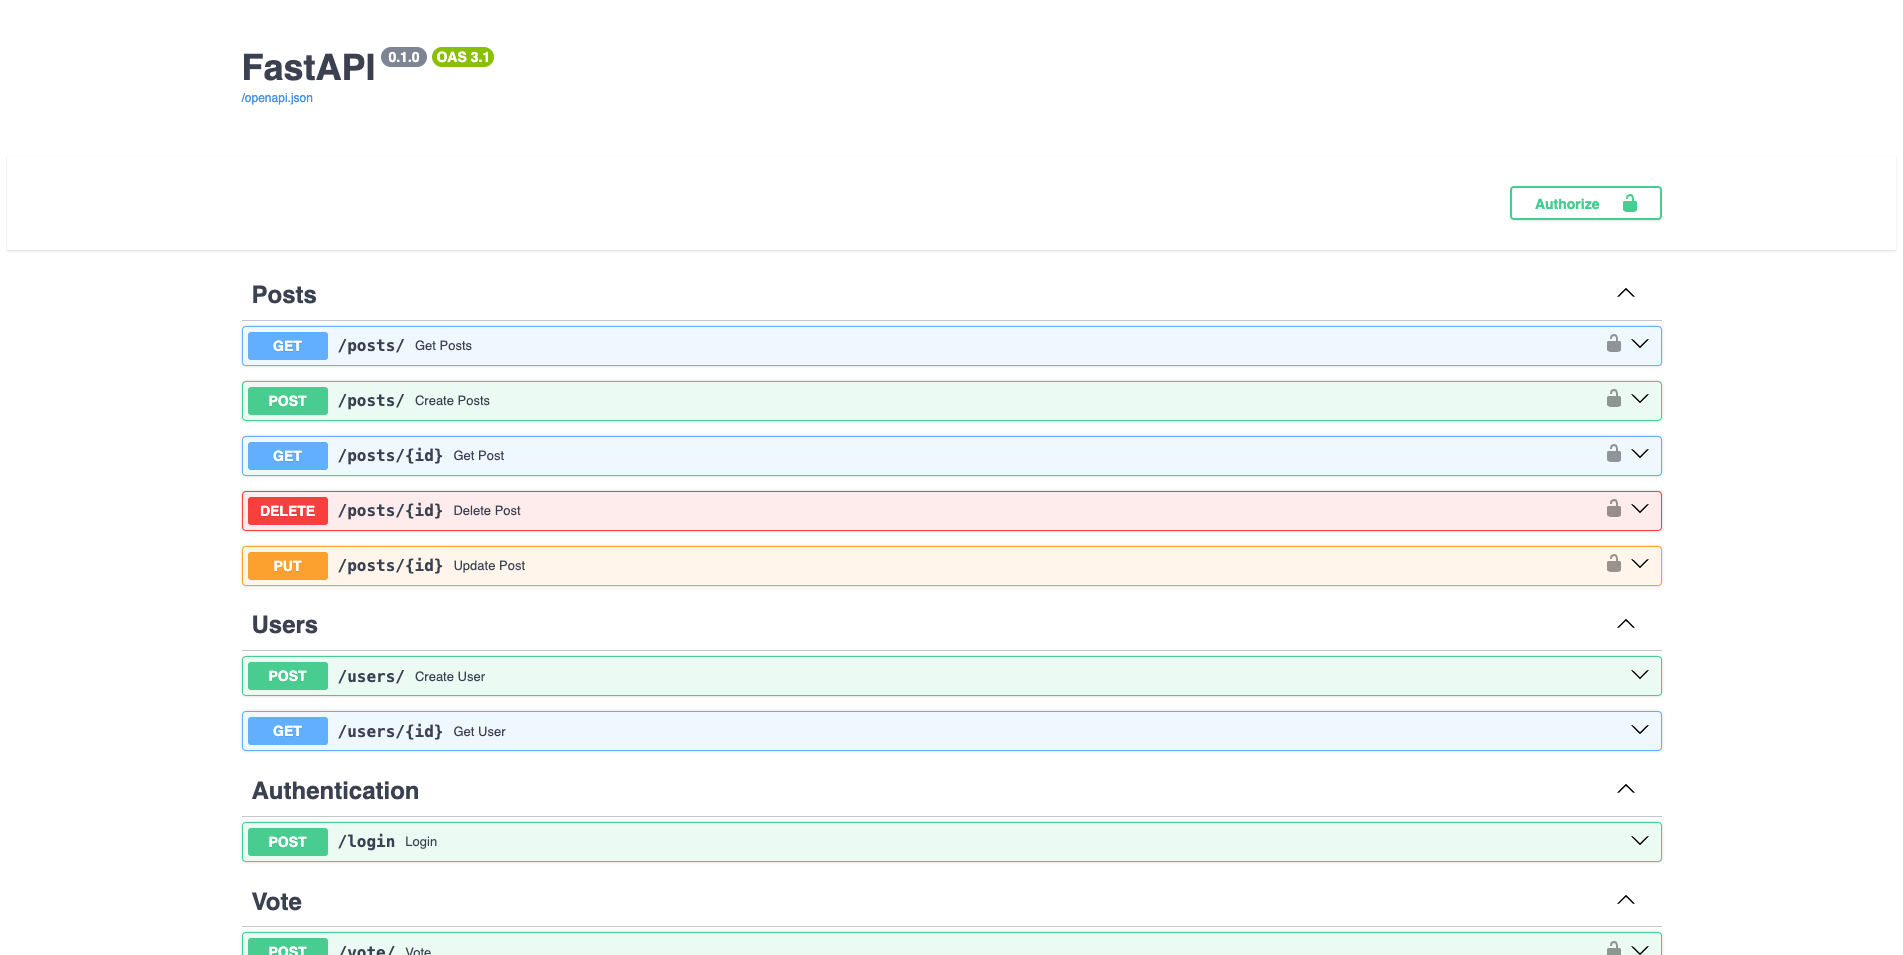 FastAPI 0.1.0 OAS 3.1
/openapi.json
Authorize
Posts
GET /posts/ Get Posts
POST /posts/ Create Posts
GET /posts/{id} Get Post
DELETE /posts/{id} Delete Post
PUT /posts/{id} Update Post
Users
POST /users/ Create User
GET /users/{id} Get User
Authentication
POST /login Login
Vote
POST /vote/ Vote